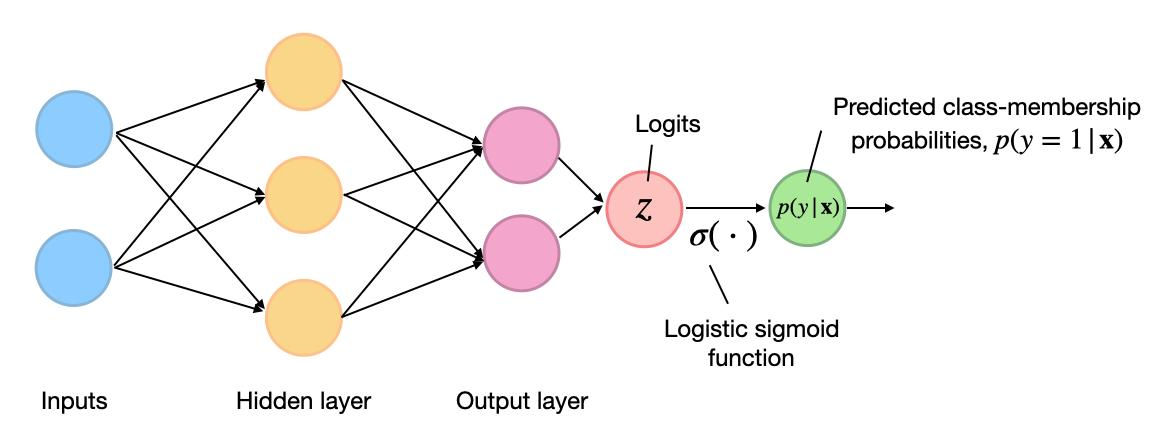 Logits
Predicted class-membership
probabilities, p(y = 1|x)
z
p(y|x)
σ( · )
Logistic sigmoid
function
Inputs
Hidden layer
Output layer